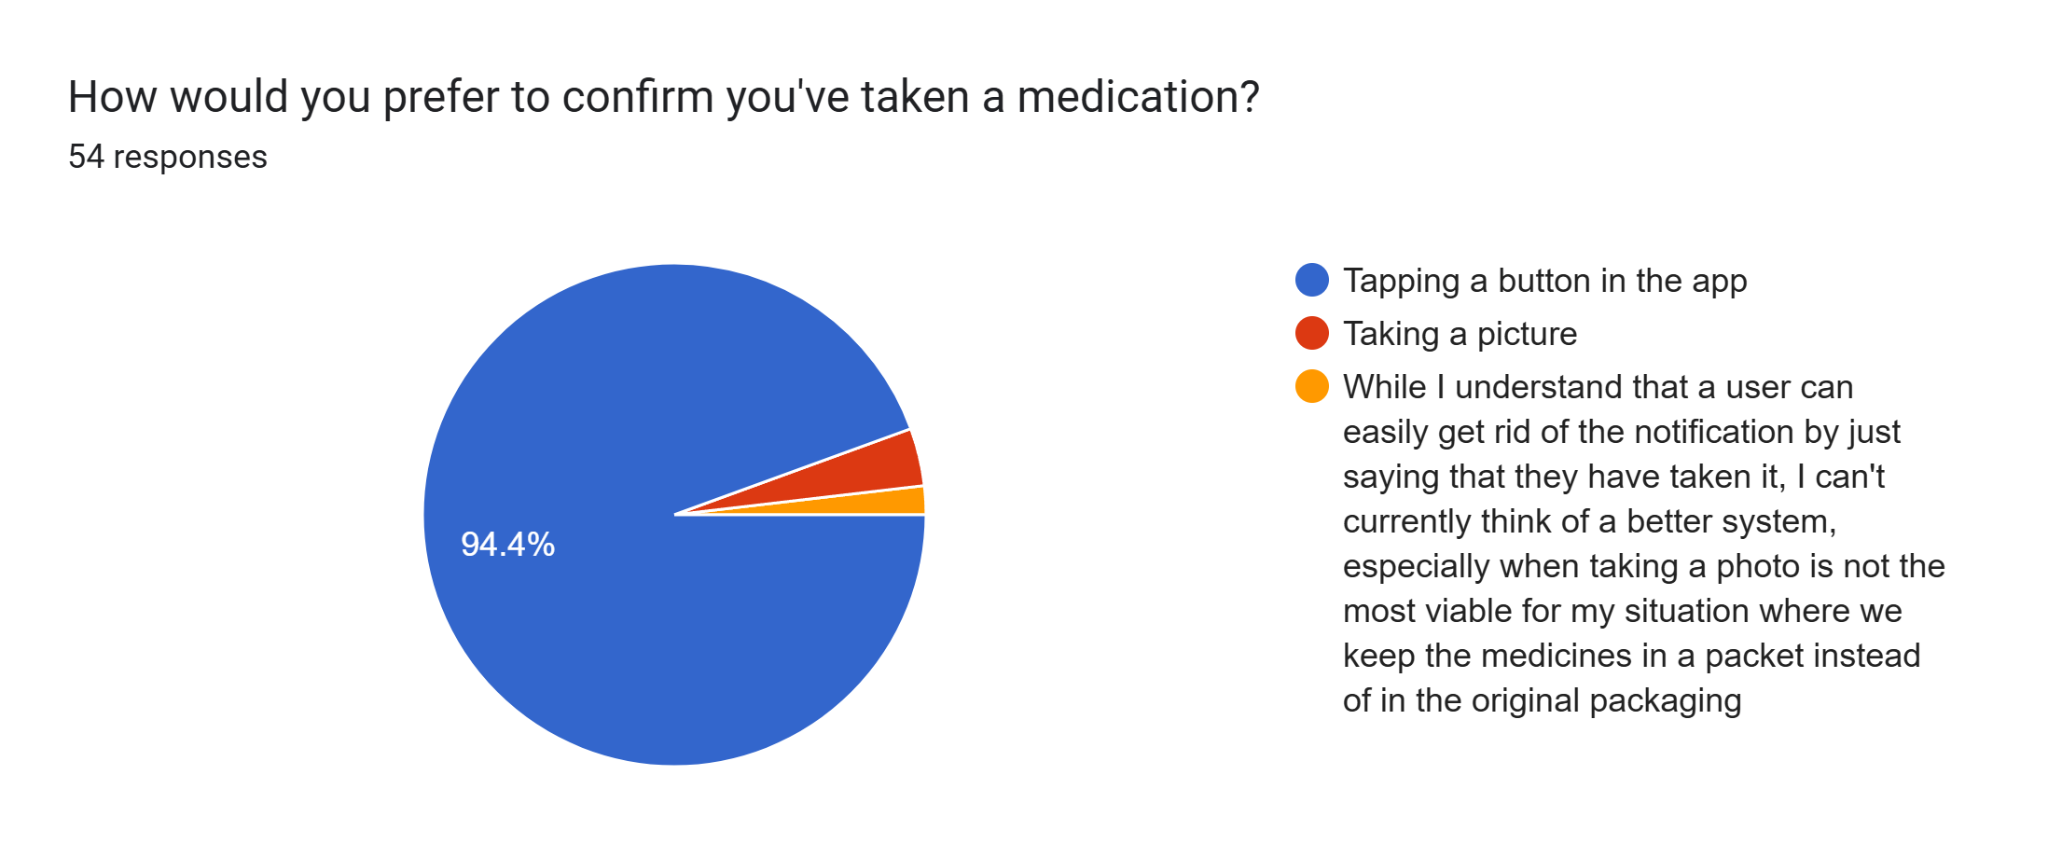 How would you prefer to confirm you've taken a medication?
54 responses
94.4%
Tapping a button in the app
Taking a picture
While I understand that a user can
easily get rid of the notification by just
saying that they have taken it, I can't
currently think of a better system,
especially when taking a photo is not the
most viable for my situation where we
keep the medicines in a packet instead
of in the original packaging